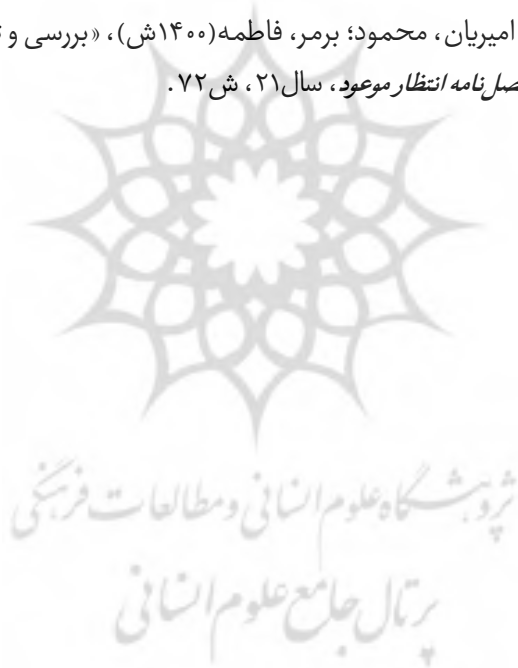 امیریان، محمود؛ برمر، فاطمه(۱۴۰۰ش)، «بررسی و
نامه انتظار موعود، سال۲۱، ش۷۲.
پژوهشگاه علوم انسانی و مطالعات فرهنگی
پرتال جامع علوم انسانی